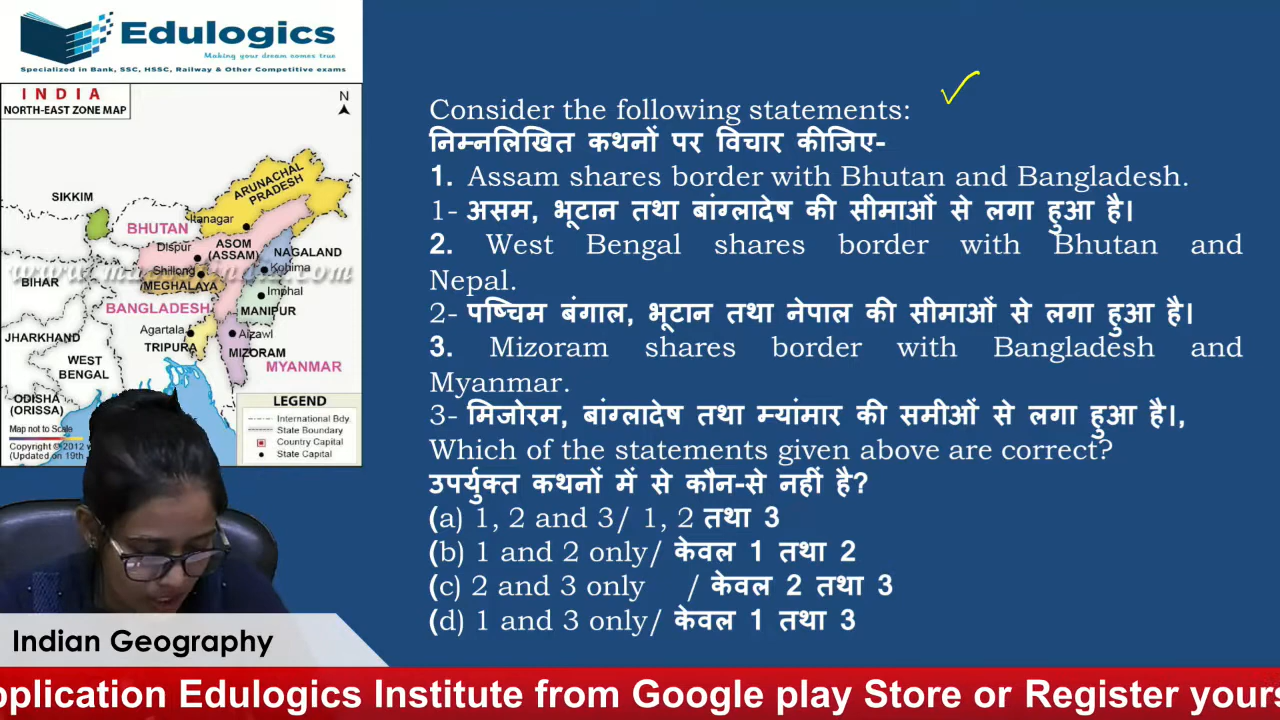 Edulogics
Making your dream comes true
Specialized in Bank, SSC, HSSC, Railway & Other Competitive exams
INDIA
NORTH-EAST ZONE MAP
N
ARUNACHAL
PRADESH
SIKKIM
Itanagar
BHUTAN
Dispur
ASOM
(ASSAM)
NAGALAND
Shillong
Kohima
BIHAR
MEGHALAYA
Imphal
BANGLADESH
MANIPUR
JHARKHAND
Agartala
Aizawl
TRIPURA
WEST
BENGAL
MIZORAM
MYANMAR
ODISHA
(ORISSA)
Map not to Scale
Copyright © 2012
(Updated on 19th
LEGEND
International Bdy
State Boundary
Country Capital
State Capital
Consider the following statements:
निम्नलिखित कथनों पर विचार कीजिए-
1. Assam shares border with Bhutan and Bangladesh.
1- असम, भूटान तथा बांग्लादेष की सीमाओं से लगा हुआ है।
2. West Bengal shares border with Bhutan and
Nepal.
2- पष्चिम बंगाल, भूटान तथा नेपाल की सीमाओं से लगा हुआ है।
3. Mizoram shares border with Bangladesh and
Myanmar.
3- मिजोरम, बांग्लादेष तथा म्यांमार की समीओं से लगा हुआ है।,
Which of the statements given above are correct?
उपर्युक्त कथनों में से कौन-से नहीं है?
(a) 1, 2 and 3/ 1, 2 तथा 3
(b) 1 and 2 only/ केवल 1 तथा 2
(c) 2 and 3 only / केवल 2 तथा 3
(d) 1 and 3 only/ केवल 1 तथा 3
Indian Geography
pplication Edulogics Institute from Google play Store or Register yours